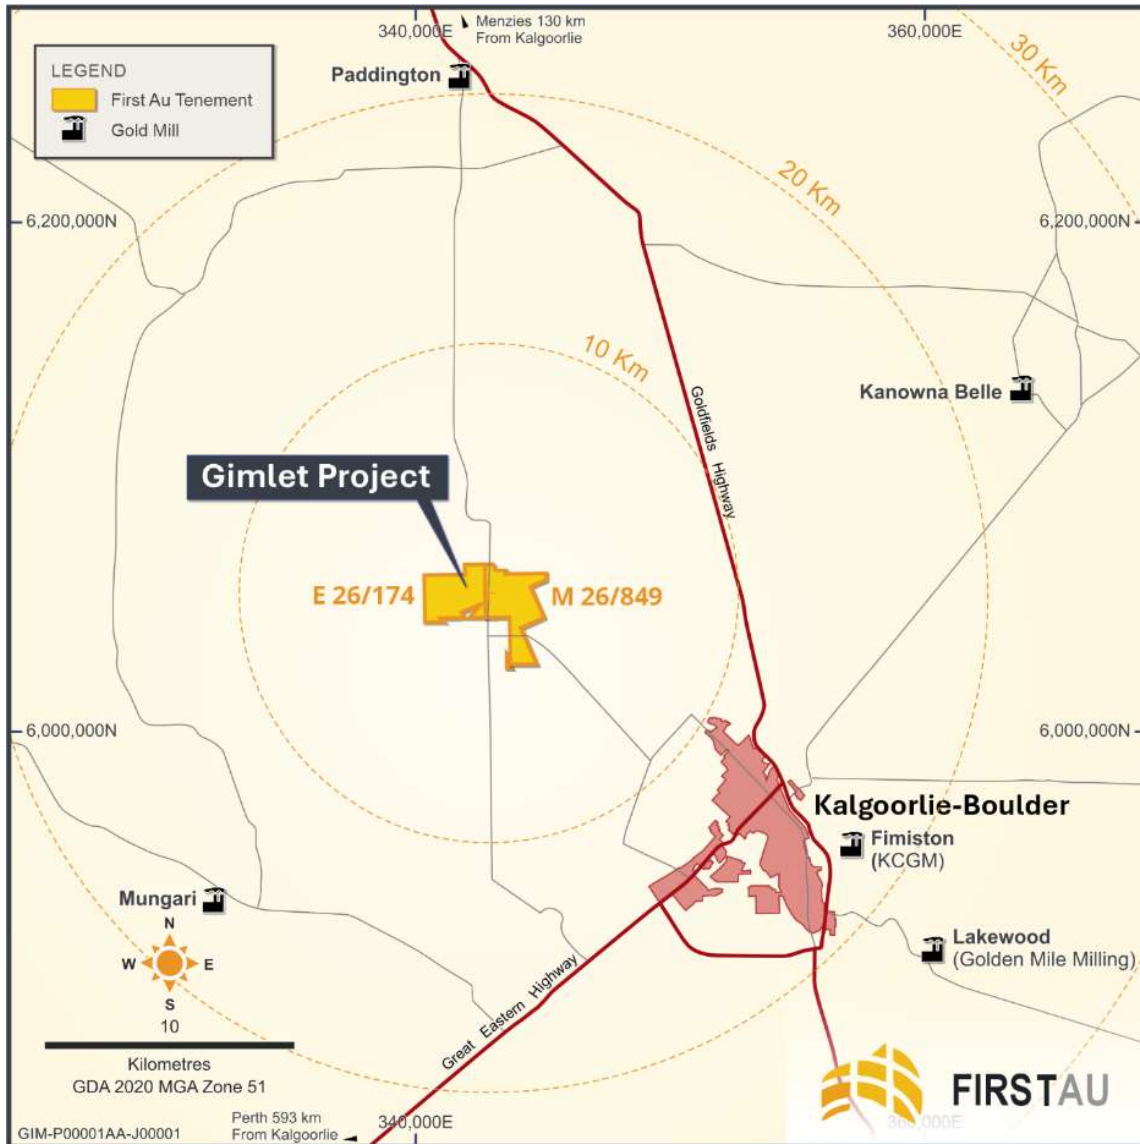 340,000E
Menzies 130 km
From Kalgoorlie
360,000E
30 Km
LEGEND
First Au Tenement
Gold Mill
Paddington
20 Km
6,200,000N
6,200,000N
10 Km
Goldfields Highway
Kanowna Belle
Gimlet Project
E 26/174
M 26/849
6,000,000N
6,000,000N
Kalgoorlie-Boulder
Fimiston
(KCGM)
Mungari
Lakewood
(Golden Mile Milling)
N
W
E
S
Great Eastern Highway
10
Kilometres
GDA 2020 MGA Zone 51
FIRSTAU
GIM-P00001AA-J00001
Perth 593 km
From Kalgoorlie
340,000E
360,000E